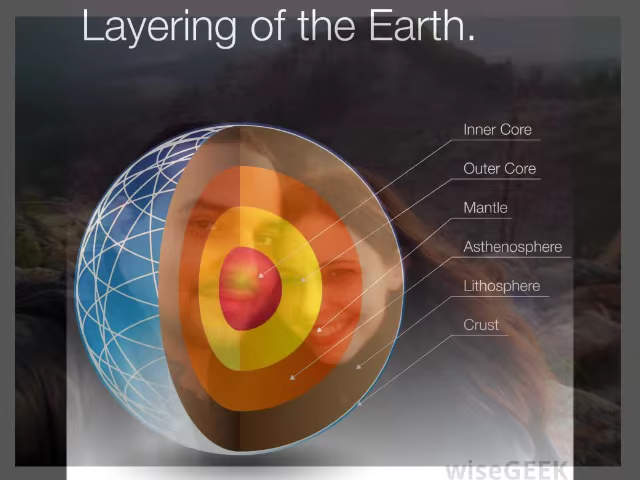 Layering of the Earth.
Inner Core
Outer Core
Mantle
Asthenosphere
Lithosphere
Crust
wiseGEEK